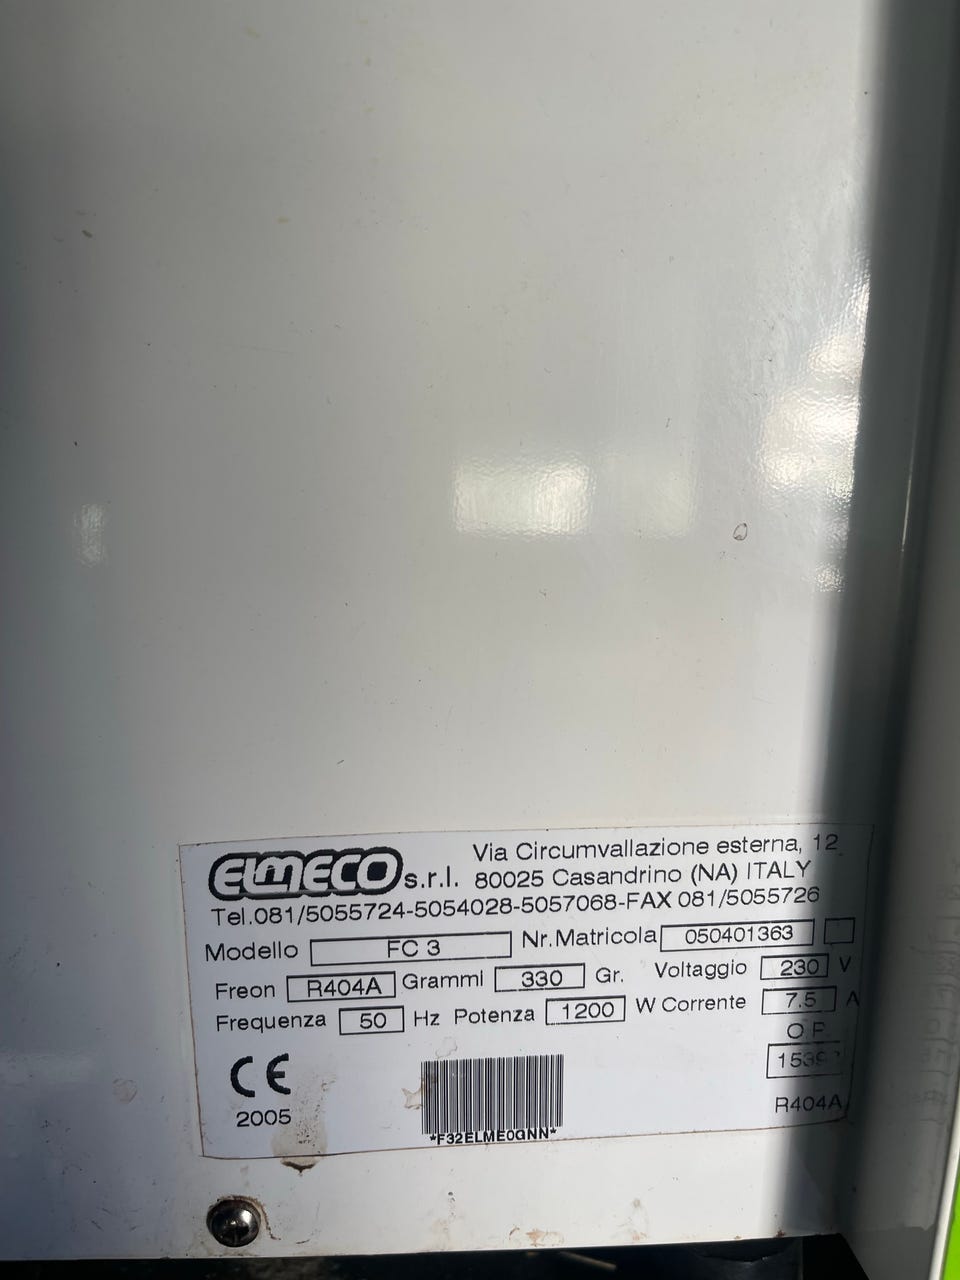 ELMECO s.r.l. Via Circumvallazione esterna, 12
80025 Casandrino (NA) ITALY
Tel.081/5055724-5054028-5057068-FAX 081/5055726
Modello FC 3 Nr.Matricola 050401363
Freon R404A Grammi 330 Gr. Voltaggio 230 V
Frequenza 50 Hz Potenza 1200 W Corrente 7.5 A
O.P.
CE
2005
R404A
*F32ELME0GNN*